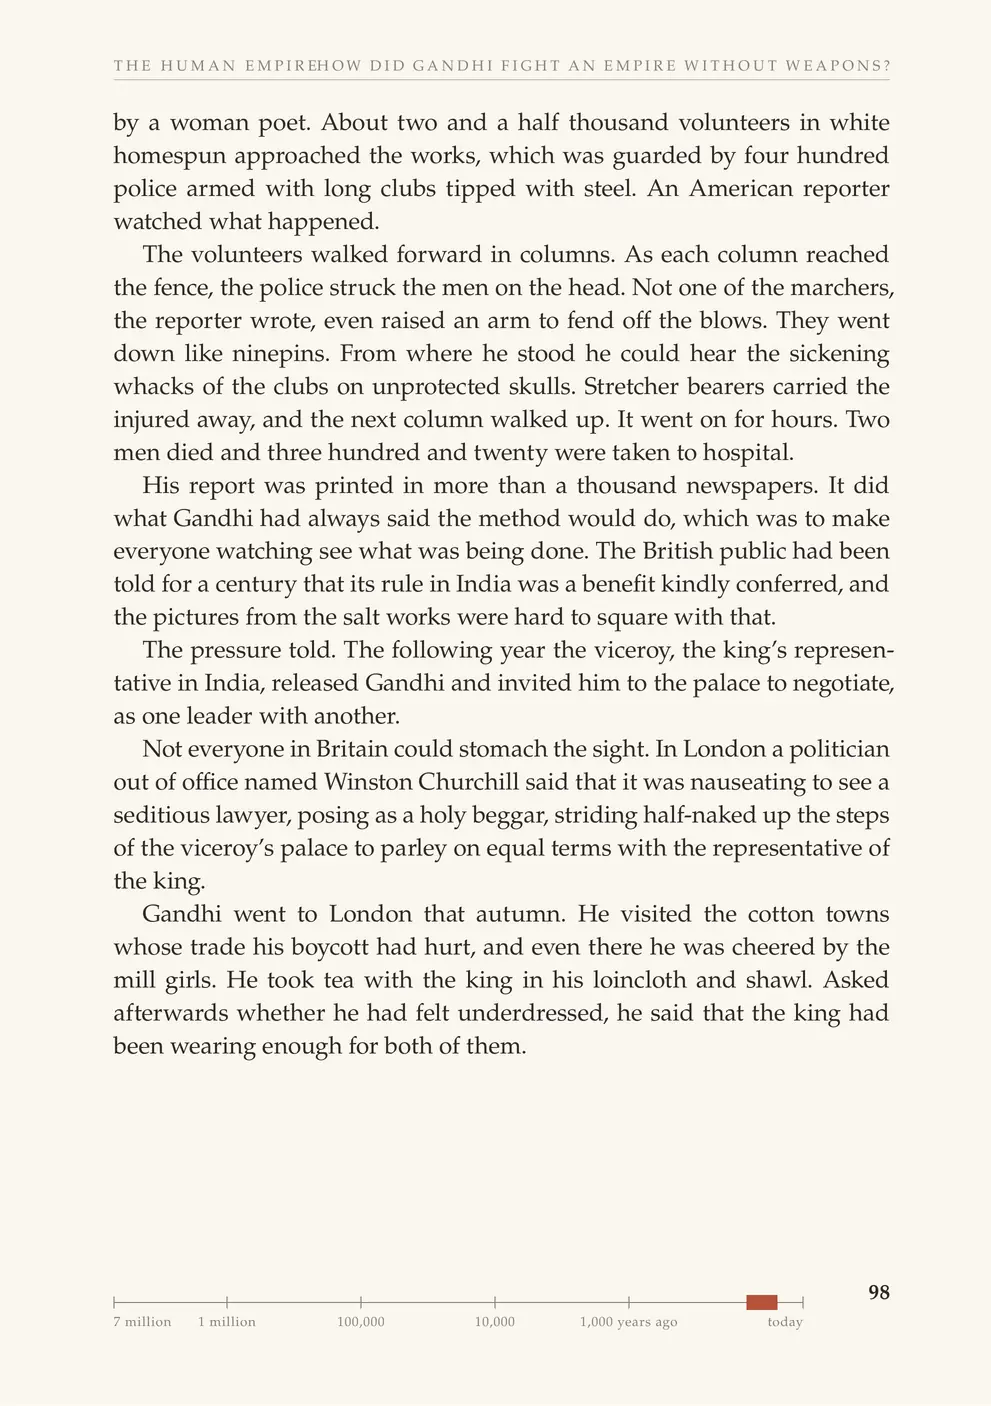 THE HUMAN EMPIREHOW DID GANDHI FIGHT AN EMPIRE WITHOUT WEAPONS?
by a woman poet. About two and a half thousand volunteers in white
homespun approached the works, which was guarded by four hundred
police armed with long clubs tipped with steel. An American reporter
watched what happened.
The volunteers walked forward in columns. As each column reached
the fence, the police struck the men on the head. Not one of the marchers,
the reporter wrote, even raised an arm to fend off the blows. They went
down like ninepins. From where he stood he could hear the sickening
whacks of the clubs on unprotected skulls. Stretcher bearers carried the
injured away, and the next column walked up. It went on for hours. Two
men died and three hundred and twenty were taken to hospital.
His report was printed in more than a thousand newspapers. It did
what Gandhi had always said the method would do, which was to make
everyone watching see what was being done. The British public had been
told for a century that its rule in India was a benefit kindly conferred, and
the pictures from the salt works were hard to square with that.
The pressure told. The following year the viceroy, the king’s represen-
tative in India, released Gandhi and invited him to the palace to negotiate,
as one leader with another.
Not everyone in Britain could stomach the sight. In London a politician
out of office named Winston Churchill said that it was nauseating to see a
seditious lawyer, posing as a holy beggar, striding half-naked up the steps
of the viceroy’s palace to parley on equal terms with the representative of
the king.
Gandhi went to London that autumn. He visited the cotton towns
whose trade his boycott had hurt, and even there he was cheered by the
mill girls. He took tea with the king in his loincloth and shawl. Asked
afterwards whether he had felt underdressed, he said that the king had
been wearing enough for both of them.
98
7 million 1 million 100,000 10,000 1,000 years ago today